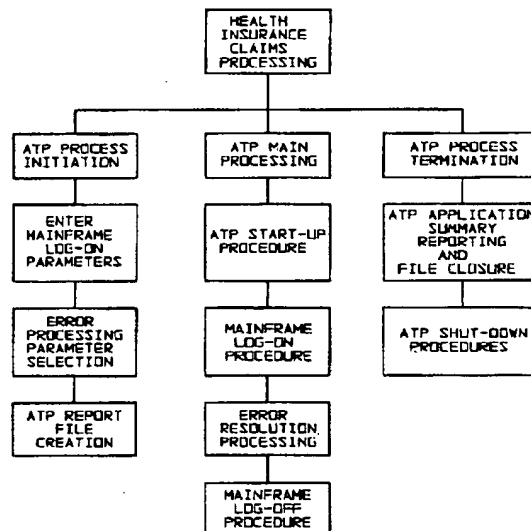 HEALTH
INSURANCE
CLAIMS
PROCESSING
ATP PROCESS
INITIATION
ENTER
MAINFRAME
LOG-ON
PARAMETERS
ERROR
PROCESSING
PARAMETER
SELECTION
ATP REPORT
FILE
CREATION
ATP MAIN
PROCESSING
ATP START-UP
PROCEDURE
MAINFRAME
LOG-ON
PROCEDURE
ERROR
RESOLUTION
PROCESSING
MAINFRAME
LOG-OFF
PROCEDURE
ATP PROCESS
TERMINATION
ATP APPLICATION
SUMMARY
REPORTING
AND
FILE CLOSURE
ATP SHUT-DOWN
PROCEDURES